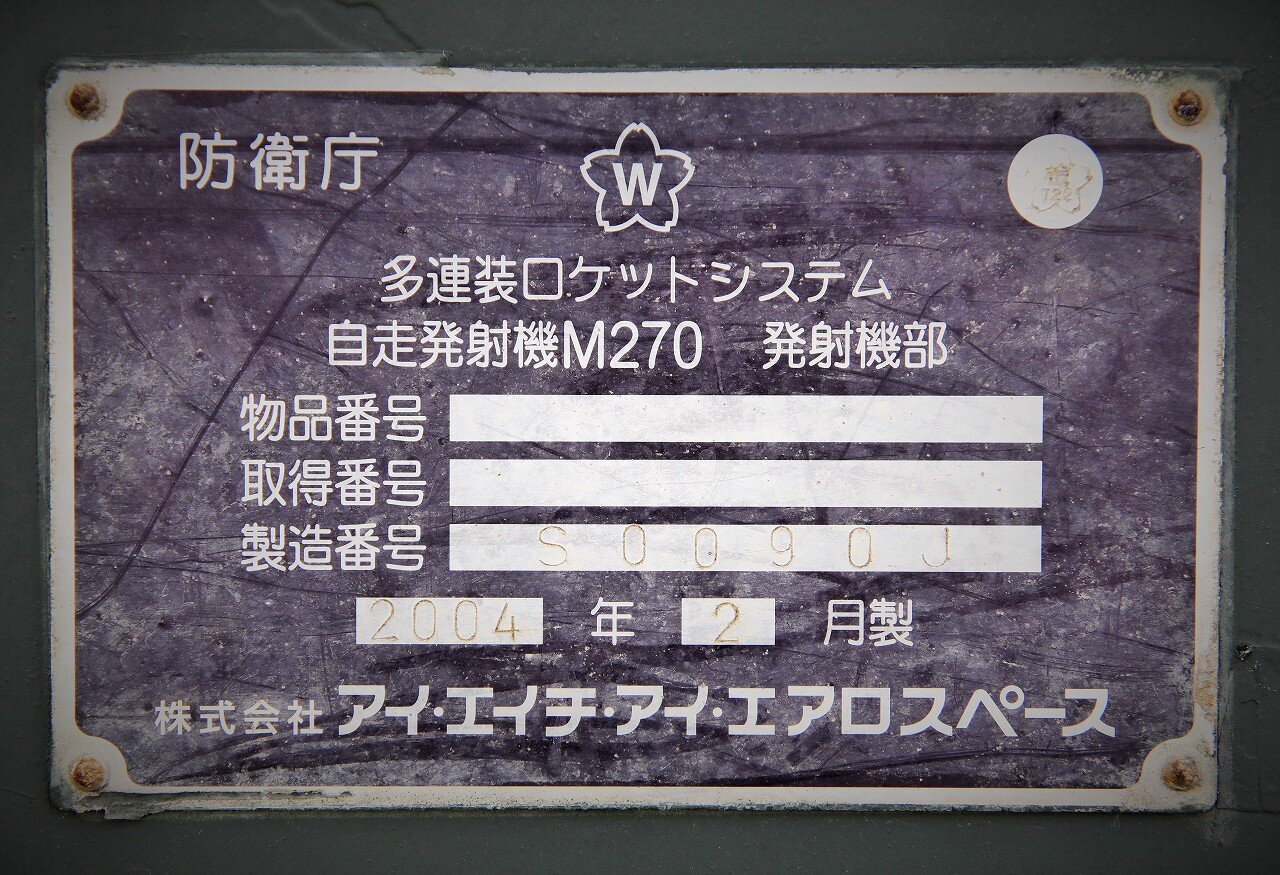 防衛庁
W
多連装ロケットシステム
自走発射機M270 発射機部
物品番号
取得番号
製造番号 S0090J
2004 年 2 月製
株式会社 アイ・エイチ・アイ・エアロスペース